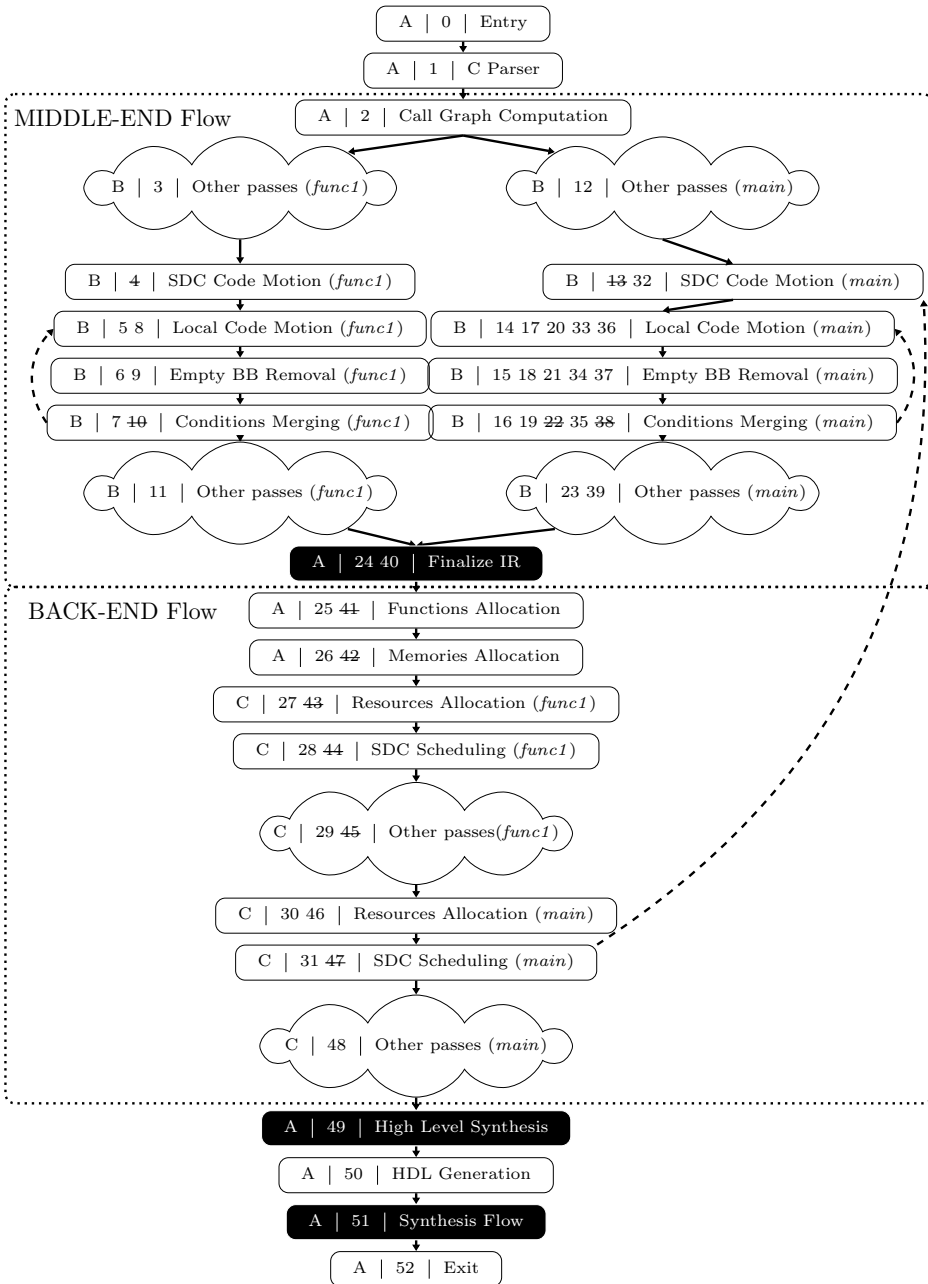 A | 0 | Entry
A | 1 | C Parser
MIDDLE-END Flow
A | 2 | Call Graph Computation
B | 3 | Other passes (func1)
B | 12 | Other passes (main)
B | 4 | SDC Code Motion (func1)
B | 13 32 | SDC Code Motion (main)
B | 5 8 | Local Code Motion (func1)
B | 14 17 20 33 36 | Local Code Motion (main)
B | 6 9 | Empty BB Removal (func1)
B | 15 18 21 34 37 | Empty BB Removal (main)
B | 7 10 | Conditions Merging (func1)
B | 16 19 22 35 38 | Conditions Merging (main)
B | 11 | Other passes (func1)
B | 23 39 | Other passes (main)
A | 24 40 | Finalize IR
BACK-END Flow
A | 25 41 | Functions Allocation
A | 26 42 | Memories Allocation
C | 27 43 | Resources Allocation (func1)
C | 28 44 | SDC Scheduling (func1)
C | 29 45 | Other passes(func1)
C | 30 46 | Resources Allocation (main)
C | 31 47 | SDC Scheduling (main)
C | 48 | Other passes (main)
A | 49 | High Level Synthesis
A | 50 | HDL Generation
A | 51 | Synthesis Flow
A | 52 | Exit